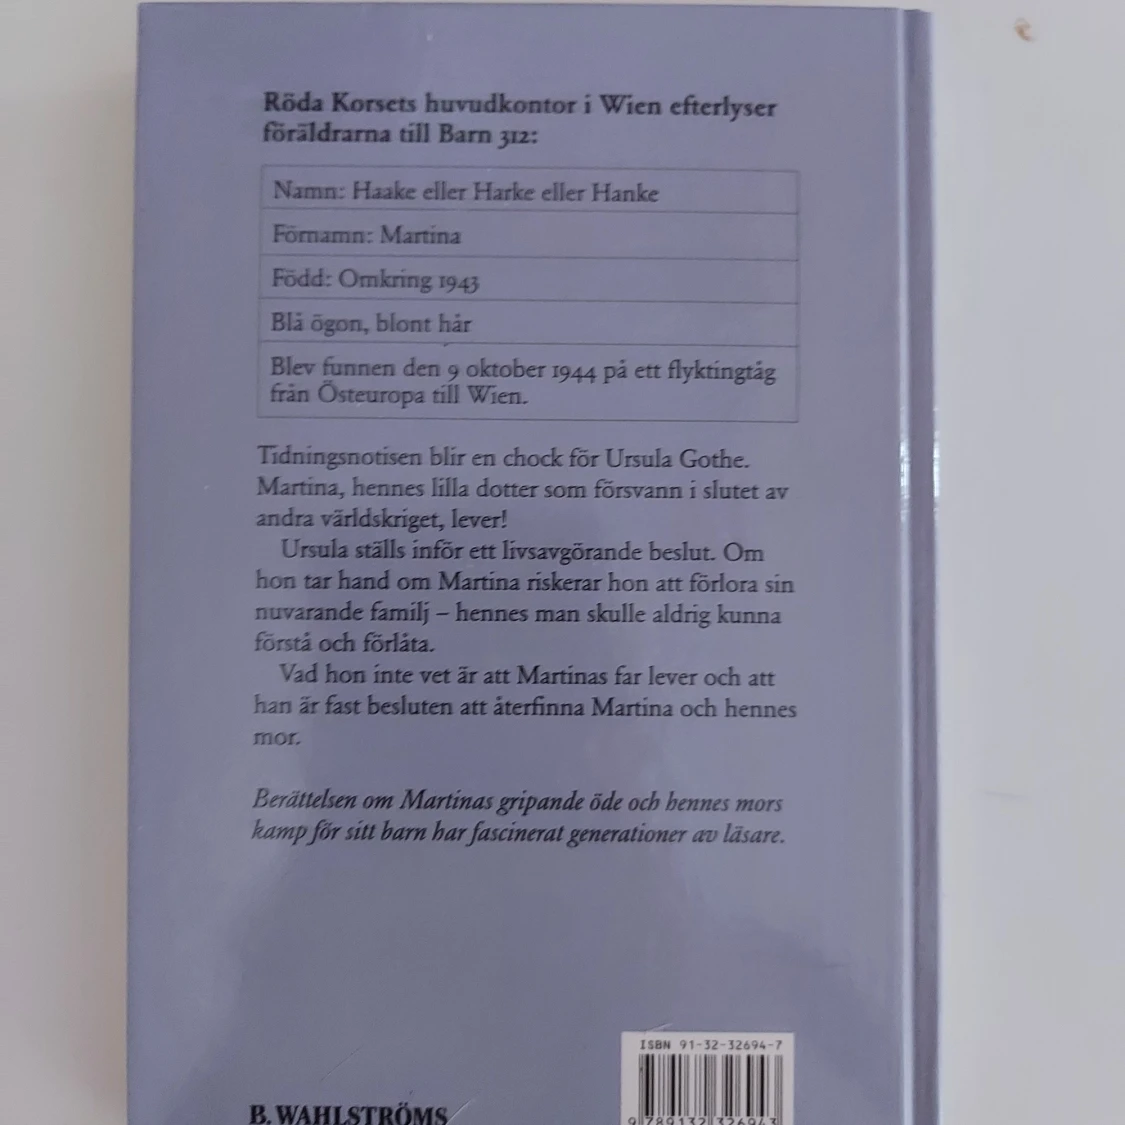 Röda Korsets huvudkontor i Wien efterlyser
föräldrarna till Barn 312:
Namn: Haake eller Harke eller Hanke
Förnamn: Martina
Född: Omkring 1943
Blå ögon, blont hår
Blev funnen den 9 oktober 1944 på ett flyktingtåg
från Östeuropa till Wien.
Tidningsnotisen blir en chock för Ursula Gothe.
Martina, hennes lilla dotter som försvann i slutet av
andra världskriget, lever!
Ursula ställs inför ett livsavgörande beslut. Om
hon tar hand om Martina riskerar hon att förlora sin
nuvarande familj – hennes man skulle aldrig kunna
förstå och förlåta.
Vad hon inte vet är att Martinas far lever och att
han är fast besluten att återfinna Martina och hennes
mor.
Berättelsen om Martinas gripande öde och hennes mors
kamp för sitt barn har fascinerat generationer av läsare.
ISBN 91-32-32694-7
B. WAHLSTRÖMS
9 789132 326943